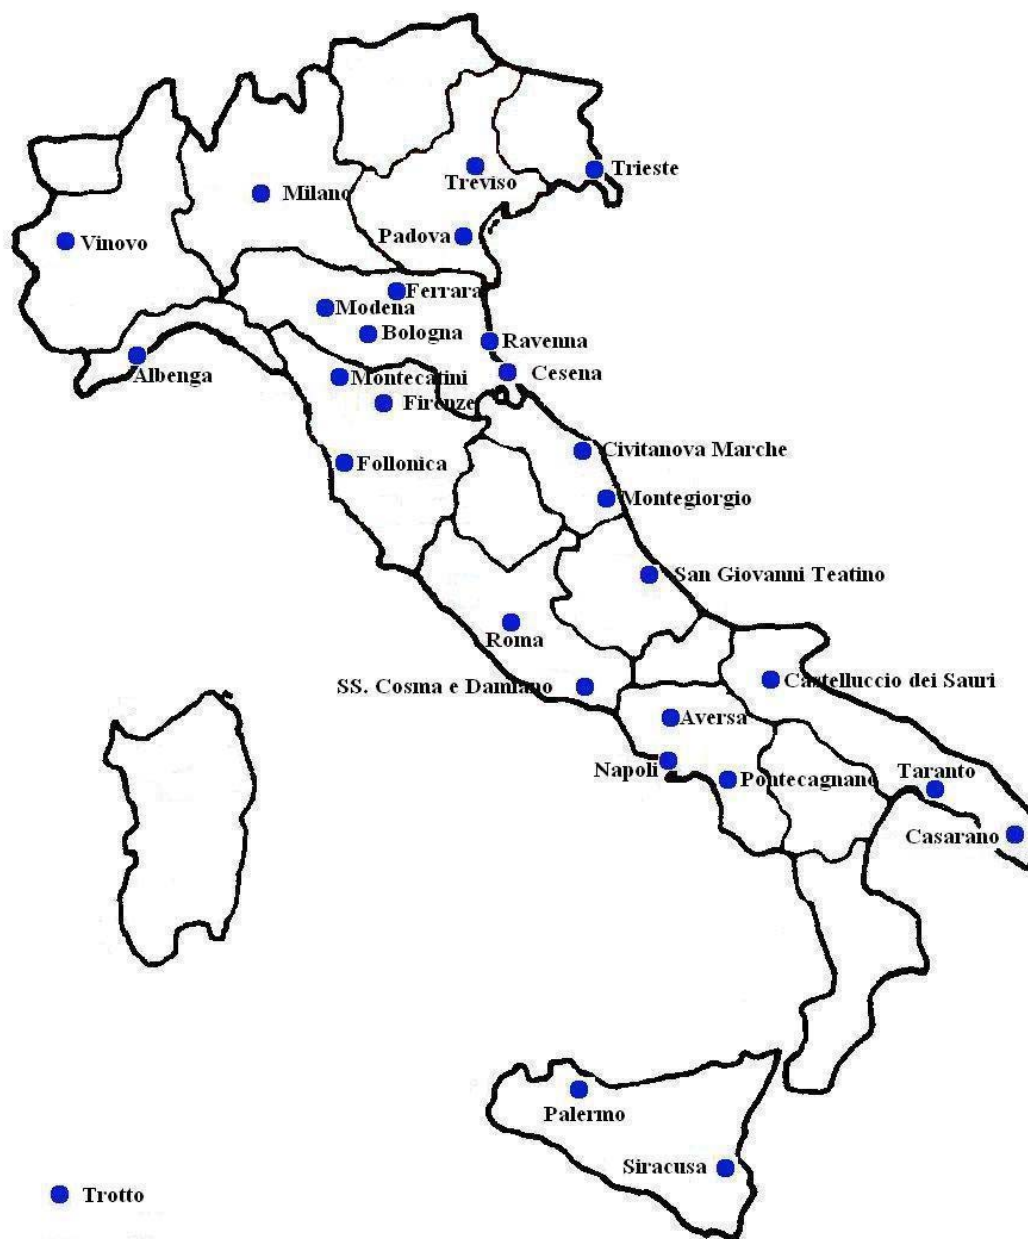 Trieste
Treviso
Milano
Padova
Vinovo
Ferrara
Modena
Bologna
Ravenna
Albenga
Montecatini
Cesena
Firenze
Civitanova Marche
Follonica
Montegiorgio
San Giovanni Teatino
Roma
SS. Cosma e Damiano
Castelluccio dei Sauri
Aversa
Napoli
Pontecagnano
Taranto
Casarano
Palermo
Siracusa
Trotto